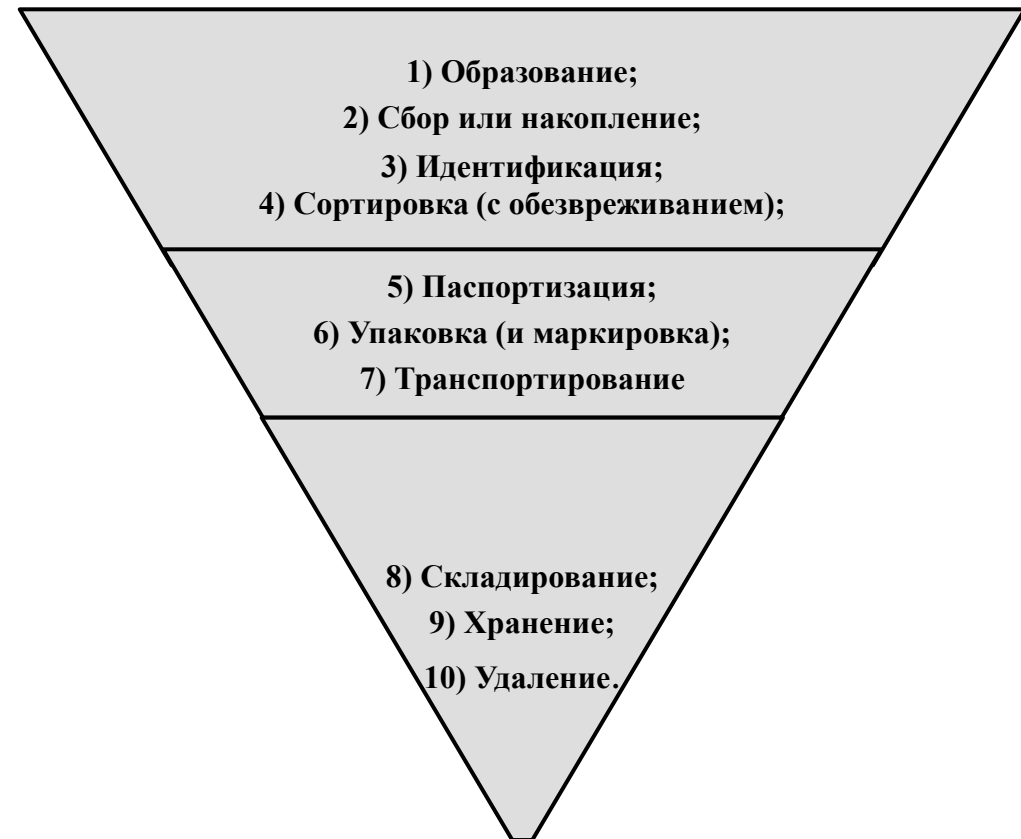 1) Образование;
2) Сбор или накопление;
3) Идентификация;
4) Сортировка (с обезвреживанием);
5) Паспортизация;
6) Упаковка (и маркировка);
7) Транспортирование
8) Складирование;
9) Хранение;
10) Удаление.